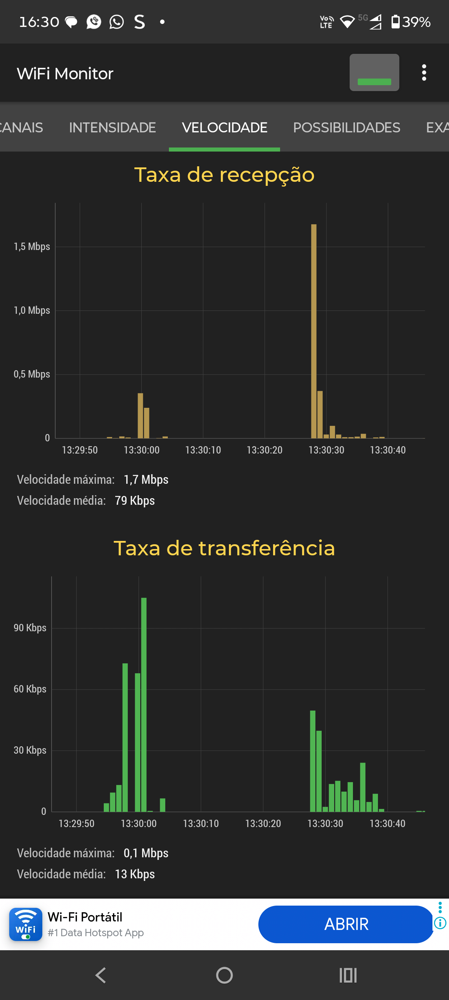 16:30 GB S 5G 39%
Vo LTE
WiFi Monitor
CANAIS INTENSIDADE VELOCIDADE POSSIBILIDADES EXA
Taxa de recepção
1,5 Mbps
1,0 Mbps
0,5 Mbps
0
13:29:50 13:30:00 13:30:10 13:30:20 13:30:30 13:30:40
Velocidade máxima: 1,7 Mbps
Velocidade média: 79 Kbps
Taxa de transferência
90 Kbps
60 Kbps
30 Kbps
0
13:29:50 13:30:00 13:30:10 13:30:20 13:30:30 13:30:40
Velocidade máxima: 0,1 Mbps
Velocidade média: 13 Kbps
WiFi
Wi-Fi Portátil
#1 Data Hotspot App
ABRIR